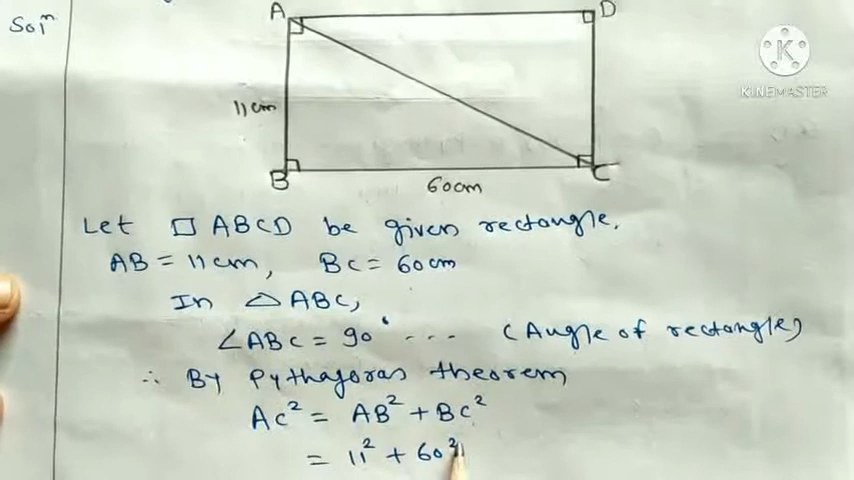 Solⁿ
A D
11cm
B C
60cm
K
KINEMASTER
Let □ ABCD be given rectangle.
AB = 11cm, BC = 60cm
In △ABC,
∠ABC = 90° --- (Angle of rectangle)
∴ By Pythagoras theorem
AC² = AB² + BC²
= 11² + 60²